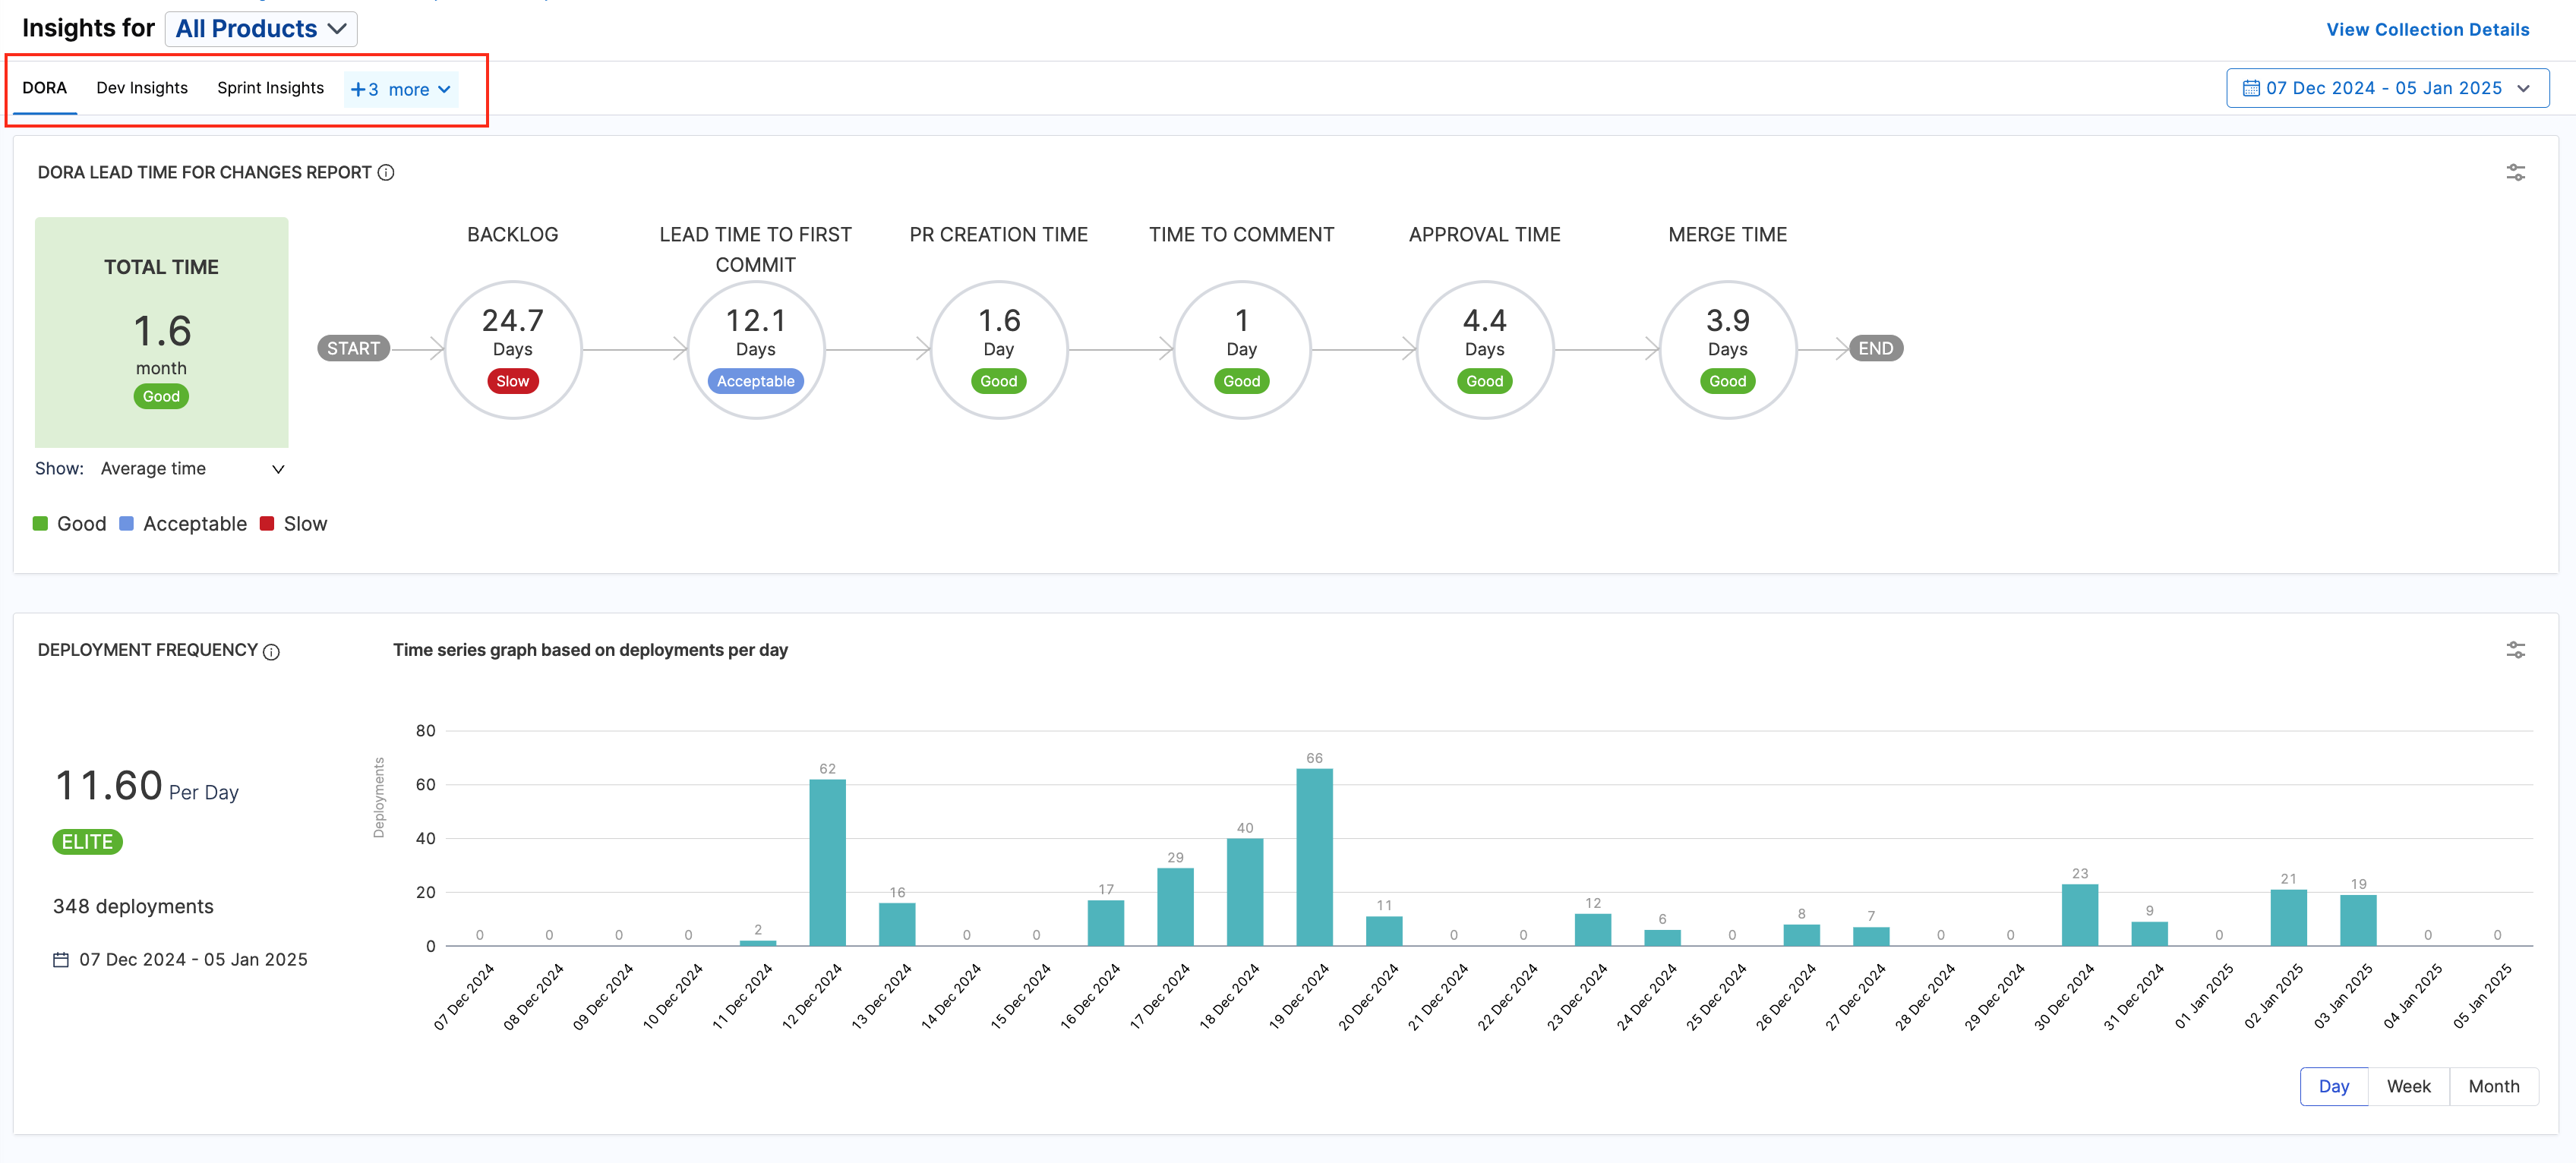 Insights for All Products
View Collection Details
DORA Dev Insights Sprint Insights +3 more
07 Dec 2024 - 05 Jan 2025
DORA LEAD TIME FOR CHANGES REPORT
TOTAL TIME
1.6
month
Good
Show: Average time
Good Acceptable Slow
START
BACKLOG
24.7
Days
Slow
LEAD TIME TO FIRST
COMMIT
12.1
Days
Acceptable
PR CREATION TIME
1.6
Day
Good
TIME TO COMMENT
1
Day
Good
APPROVAL TIME
4.4
Days
Good
MERGE TIME
3.9
Days
Good
END
DEPLOYMENT FREQUENCY
11.60 Per Day
ELITE
348 deployments
07 Dec 2024 - 05 Jan 2025
Time series graph based on deployments per day
Deployments
80
60
40
20
0
0 0 0 0 2 62 16 0 0 17 29 40 66 11 0 0 12 6 0 8 7 0 0 23 9 0 21 19 0 0
07 Dec 2024
08 Dec 2024
09 Dec 2024
10 Dec 2024
11 Dec 2024
12 Dec 2024
13 Dec 2024
14 Dec 2024
15 Dec 2024
16 Dec 2024
17 Dec 2024
18 Dec 2024
19 Dec 2024
20 Dec 2024
21 Dec 2024
22 Dec 2024
23 Dec 2024
24 Dec 2024
25 Dec 2024
26 Dec 2024
27 Dec 2024
28 Dec 2024
29 Dec 2024
30 Dec 2024
31 Dec 2024
01 Jan 2025
02 Jan 2025
03 Jan 2025
04 Jan 2025
05 Jan 2025
Day Week Month